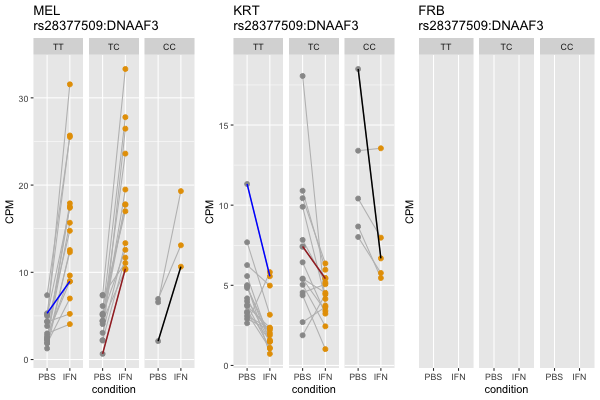 MEL
rs28377509:DNAAF3
TT TC CC
CPM
30
20
10
0
PBS IFN PBS IFN PBS IFN
condition
KRT
rs28377509:DNAAF3
TT TC CC
CPM
15
10
5
0
PBS IFN PBS IFN PBS IFN
condition
FRB
rs28377509:DNAAF3
TT TC CC
CPM
PBS IFN PBS IFN PBS IFN
condition